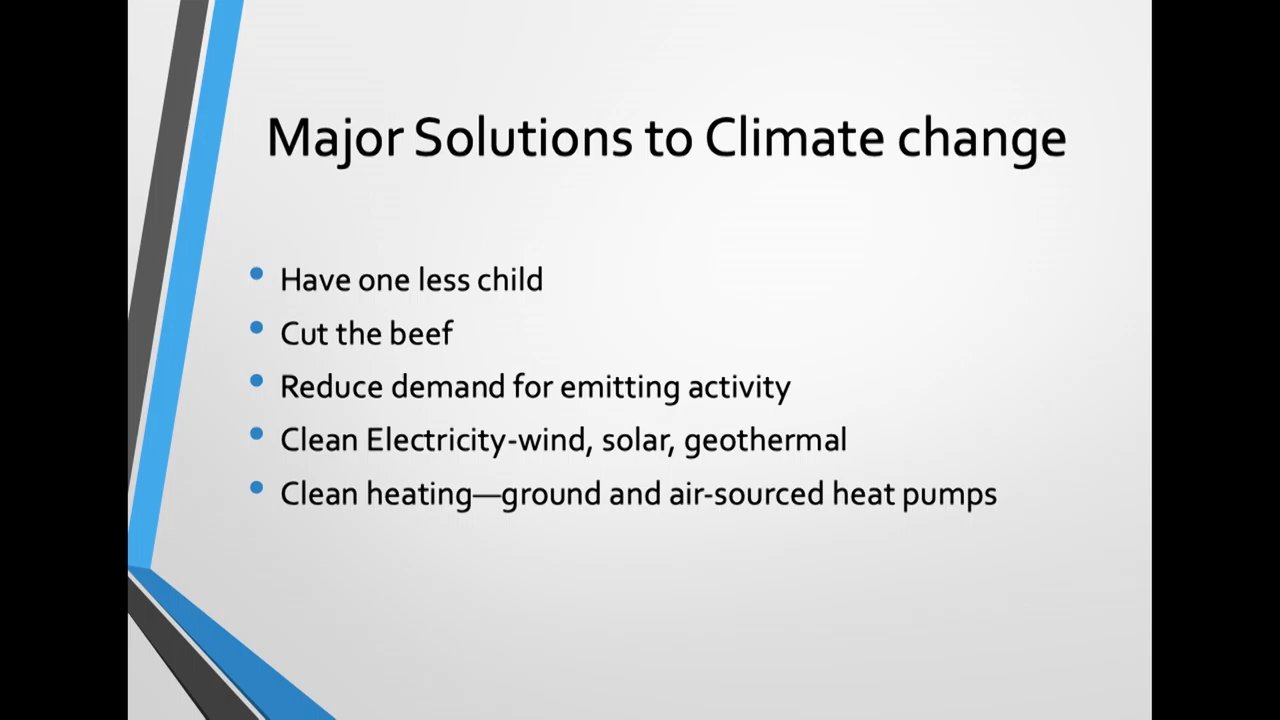 Major Solutions to Climate change
Have one less child
Cut the beef
Reduce demand for emitting activity
Clean Electricity-wind, solar, geothermal
Clean heating—ground and air-sourced heat pumps